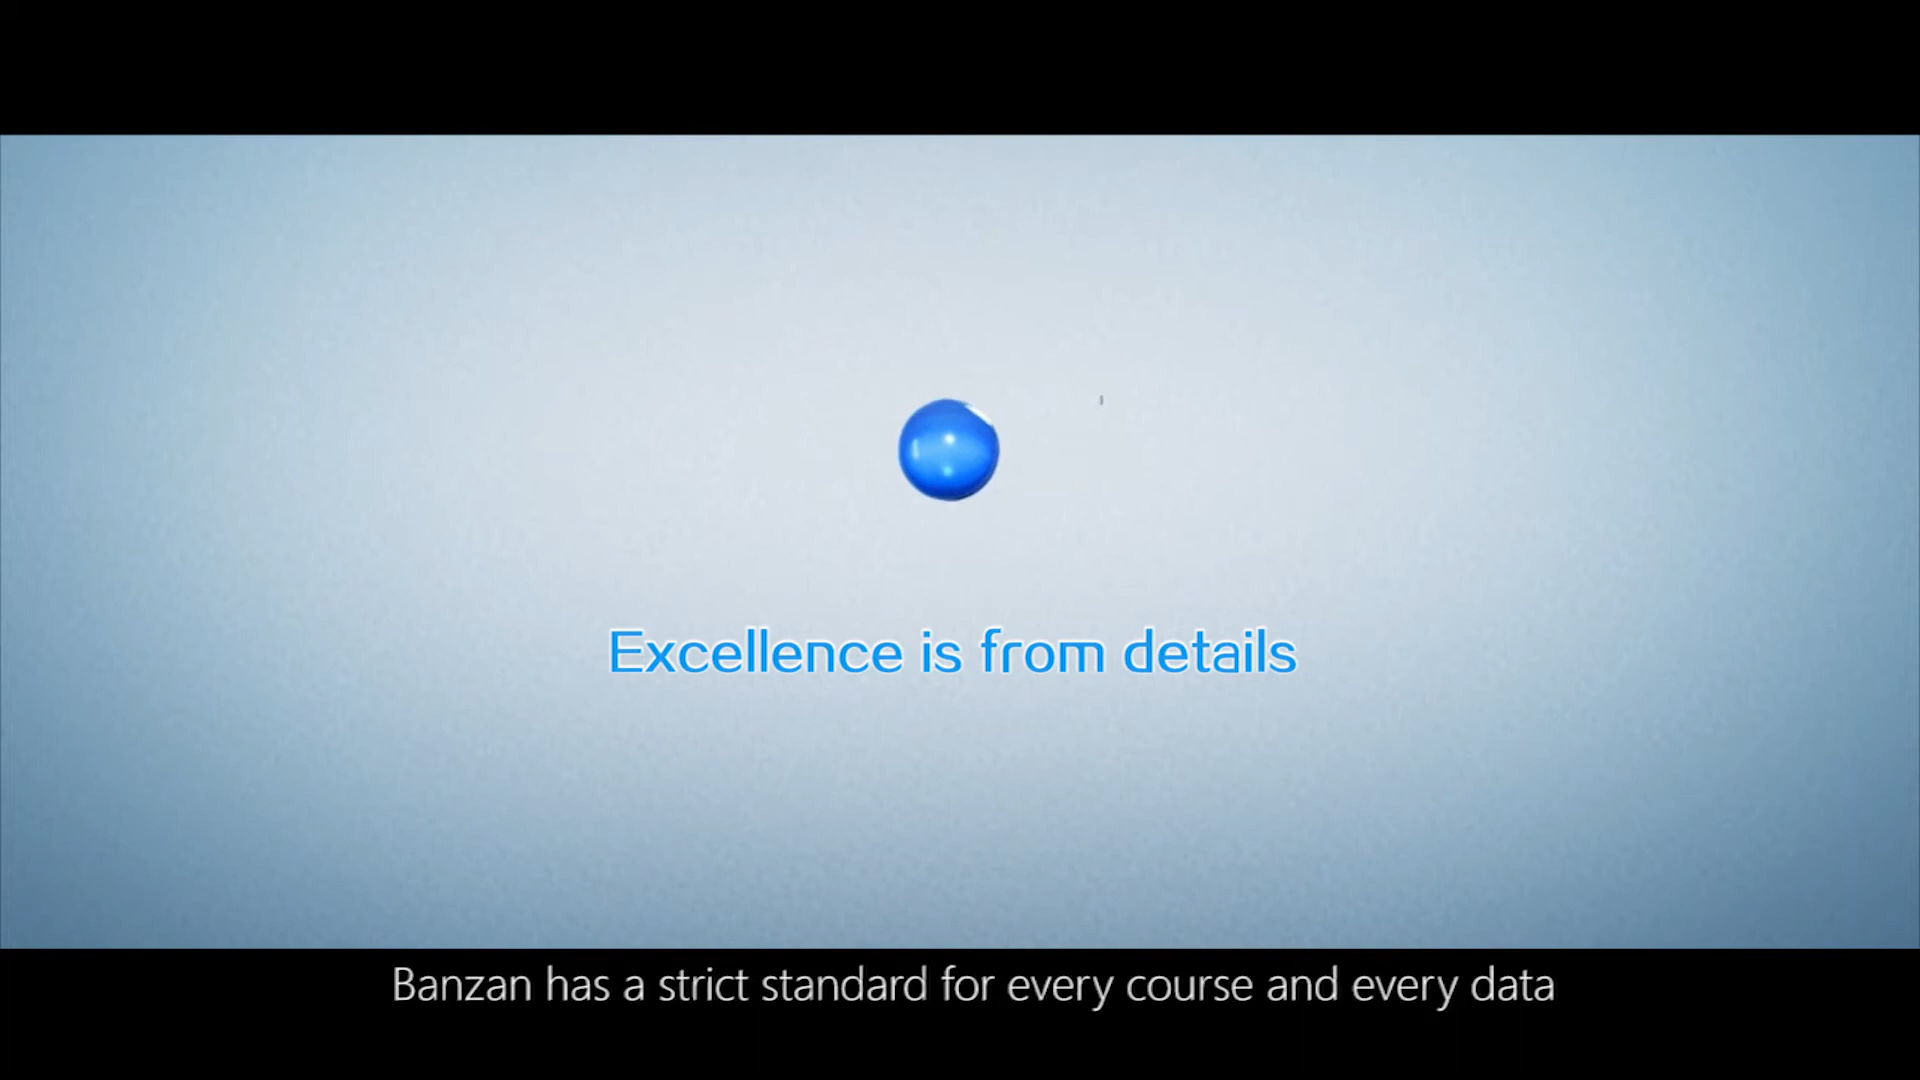 Excellence is from details
Banzan has a strict standard for every course and every data